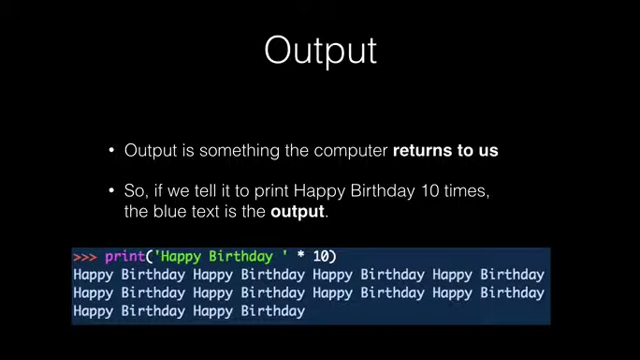 Output
• Output is something the computer returns to us
• So, if we tell it to print Happy Birthday 10 times,
the blue text is the output.
>>> print('Happy Birthday ' * 10)
Happy Birthday Happy Birthday Happy Birthday Happy Birthday
Happy Birthday Happy Birthday Happy Birthday Happy Birthday
Happy Birthday Happy Birthday